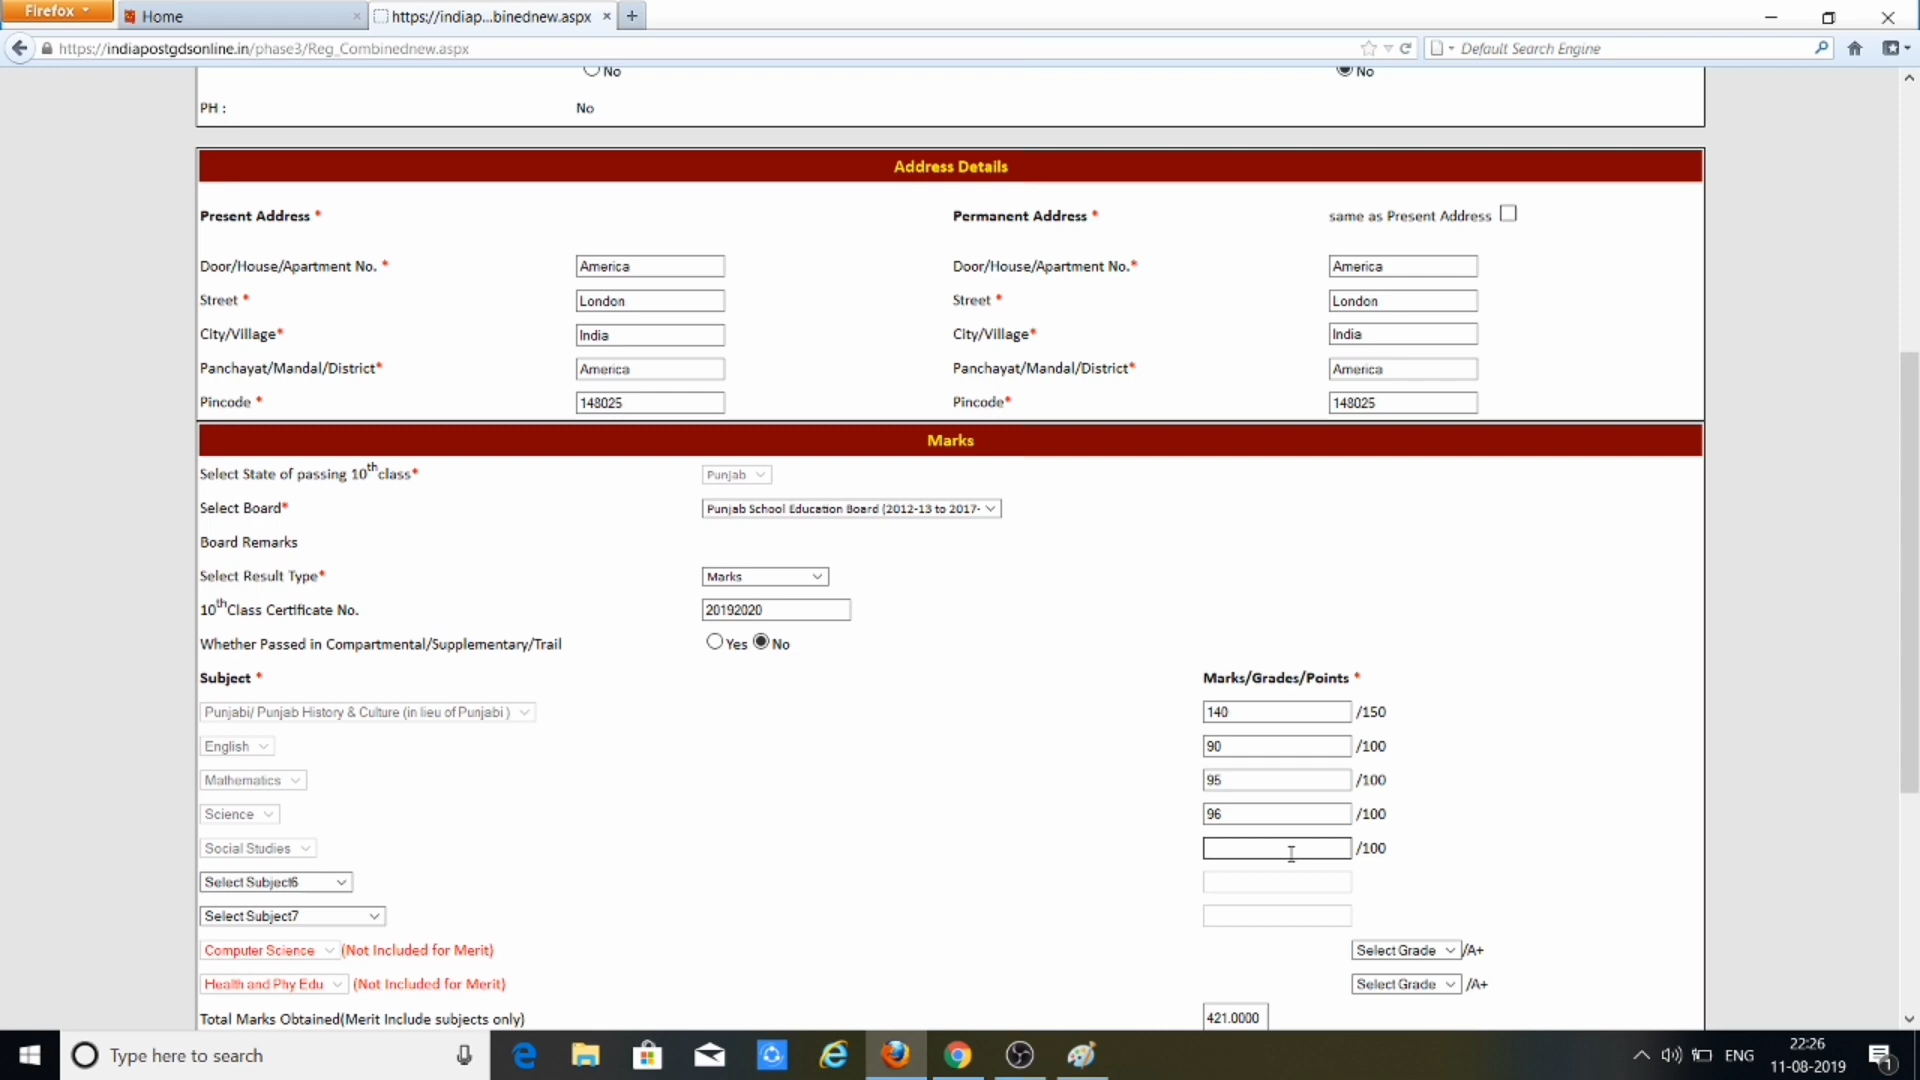 Firefox
Home
https://indiap...binednew.aspx
https://indiapostgdsonline.in/phase3/Reg_Combinednew.aspx
Default Search Engine
No
No
PH : No
Address Details
Present Address *
Permanent Address *
same as Present Address
Door/House/Apartment No. * America
Door/House/Apartment No.* America
Street * London
Street * London
City/Village* India
City/Village* India
Panchayat/Mandal/District* America
Panchayat/Mandal/District* America
Pincode * 148025
Pincode* 148025
Marks
Select State of passing 10th class* Punjab
Select Board* Punjab School Education Board (2012-13 to 2017-
Board Remarks
Select Result Type* Marks
10th Class Certificate No. 20192020
Whether Passed in Compartmental/Supplementary/Trail Yes No
Subject * Marks/Grades/Points *
Punjabi/ Punjab History & Culture (in lieu of Punjabi ) 140 /150
English 90 /100
Mathematics 95 /100
Science 96 /100
Social Studies /100
Select Subject6
Select Subject7
Computer Science (Not Included for Merit) Select Grade /A+
Health and Phy Edu (Not Included for Merit) Select Grade /A+
Total Marks Obtained(Merit Include subjects only) 421.0000
Type here to search
ENG
22:26
11-08-2019
1